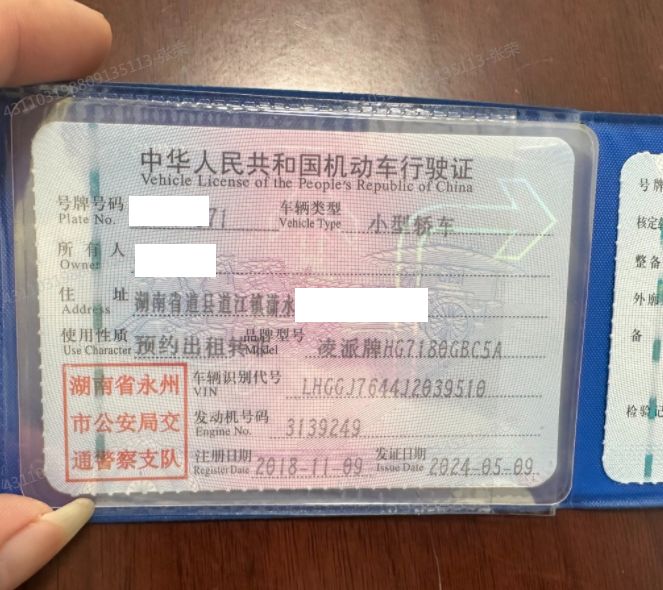 中华人民共和国机动车行驶证
Vehicle License of the People's Republic of China
号牌号码 71 车辆类型 小型轿车
Plate No. Vehicle Type
所有人
Owner
住址 湖南省道县道江镇潇水
Address
使用性质 预约出租转 品牌型号 凌派牌HG7180GBC5A
Use Character Model
车辆识别代号 LHGGJ7644J2039510
VIN
发动机号码 3139249
Engine No.
注册日期 2018-11-09 发证日期 2024-05-09
Register Date Issue Date
湖南省永州
市公安局交
通警察支队
号牌
核定
整备
外廓
备
检验记